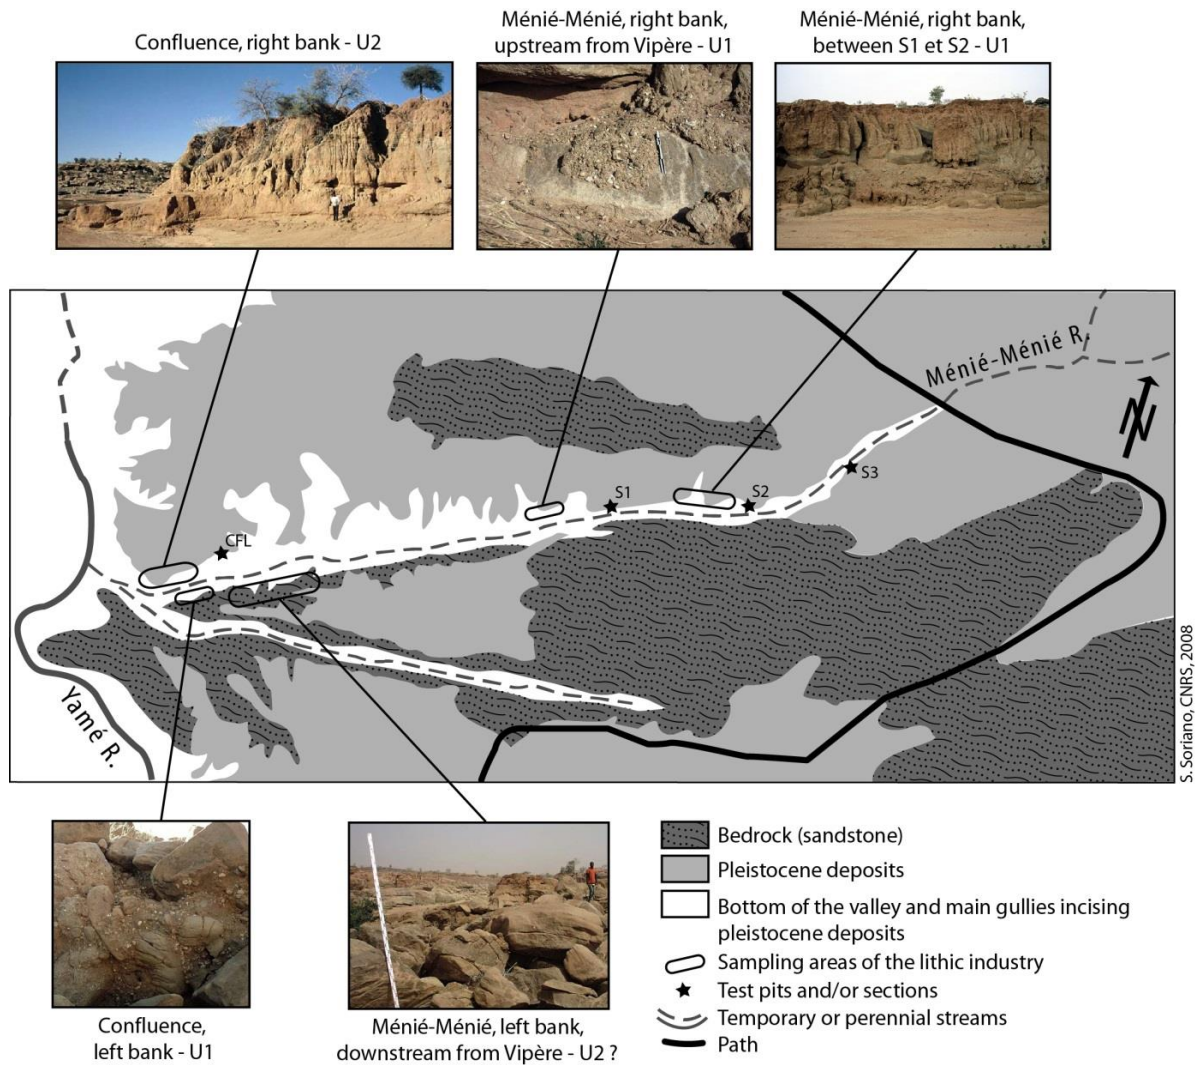 Confluence, right bank - U2
Ménié-Ménié, right bank,
upstream from Vipère - U1
Ménié-Ménié, right bank,
between S1 et S2 - U1
Ménié-Ménié R.
N
S3
S1
S2
CFL
Yamé R.
S. Soriano, CNRS, 2008
Confluence,
left bank - U1
Ménié-Ménié, left bank,
downstream from Vipère - U2 ?
Bedrock (sandstone)
Pleistocene deposits
Bottom of the valley and main gullies incising
pleistocene deposits
Sampling areas of the lithic industry
Test pits and/or sections
Temporary or perennial streams
Path